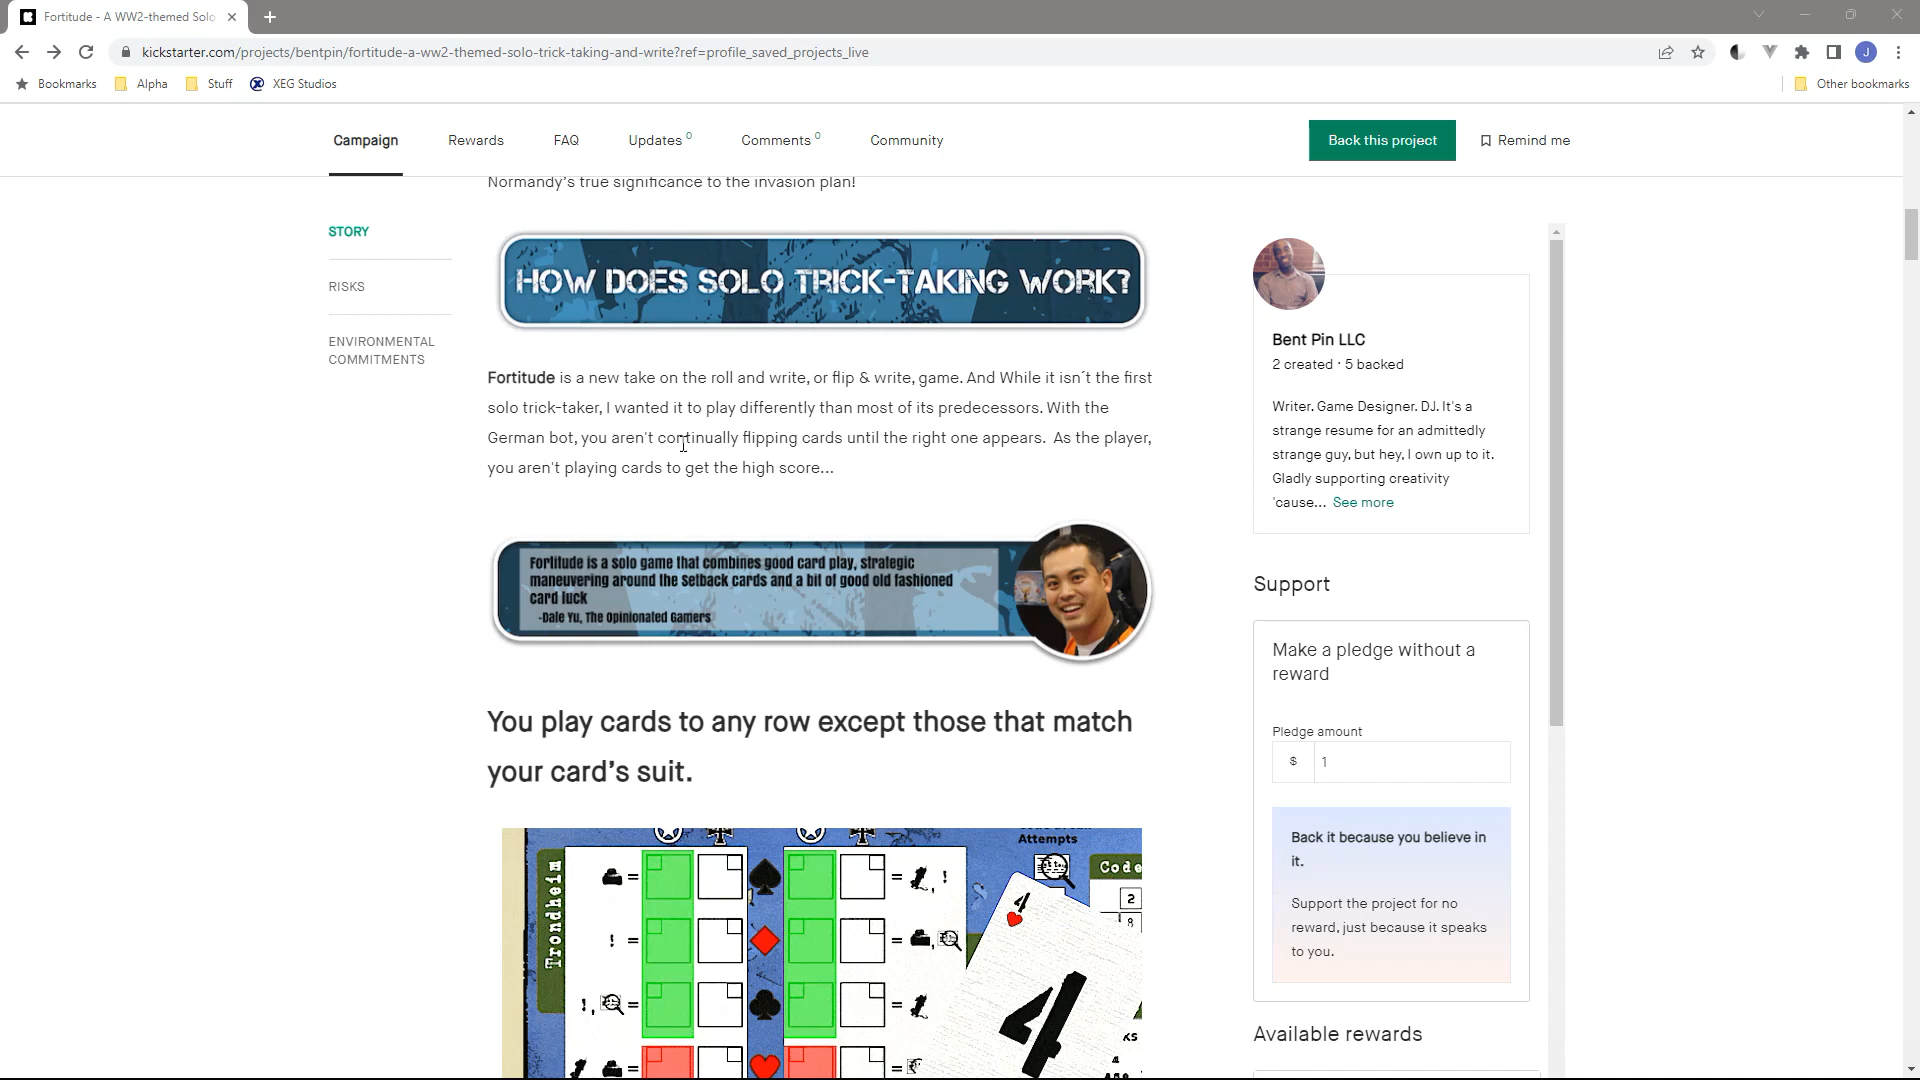 Fortitude - A WW2-themed Solo
kickstarter.com/projects/bentpin/fortitude-a-ww2-themed-solo-trick-taking-and-write?ref=profile_saved_projects_live
J
Bookmarks
Alpha
Stuff
XEG Studios
Other bookmarks
Campaign
Rewards
FAQ
Updates 0
Comments 0
Community
Back this project
Remind me
Normandy's true significance to the invasion plan!
STORY
RISKS
ENVIRONMENTAL
COMMITMENTS
HOW DOES SOLO TRICK-TAKING WORK?
Fortitude is a new take on the roll and write, or flip & write, game. And While it isn´t the first
solo trick-taker, I wanted it to play differently than most of its predecessors. With the
German bot, you aren't continually flipping cards until the right one appears.  As the player,
you aren't playing cards to get the high score...
Fortitude is a solo game that combines good card play, strategic
maneuvering around the Setback cards and a bit of good old fashioned
card luck
-Dale Yu, The Opinionated Gamers
You play cards to any row except those that match
your card's suit.
Attempts
Trondheim
Code
2
8
! =
= , !
4
4
Bent Pin LLC
2 created · 5 backed
Writer. Game Designer. DJ. It's a
strange resume for an admittedly
strange guy, but hey, I own up to it.
Gladly supporting creativity
'cause... See more
Support
Make a pledge without a
reward
Pledge amount
$ 1
Back it because you believe in
it.
Support the project for no
reward, just because it speaks
to you.
Available rewards